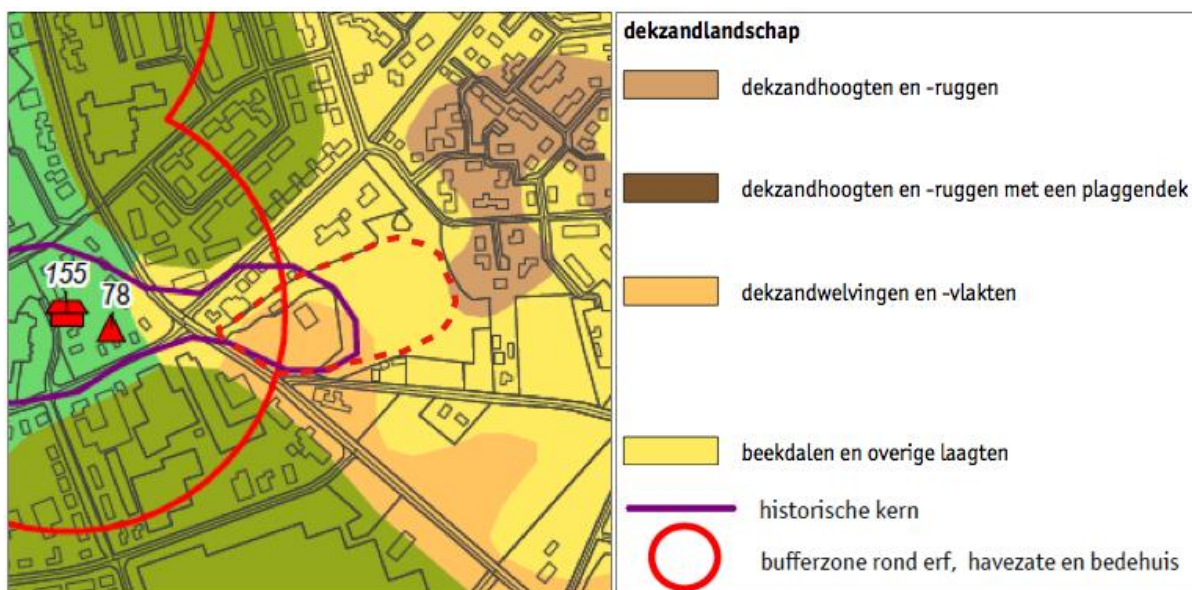 155
78
dekzandlandschap
dekzandhoogten en -ruggen
dekzandhoogten en -ruggen met een plaggendek
dekzandwelvingen en -vlakten
beekdalen en overige laagten
historische kern
bufferzone rond erf, havezate en bedehuis